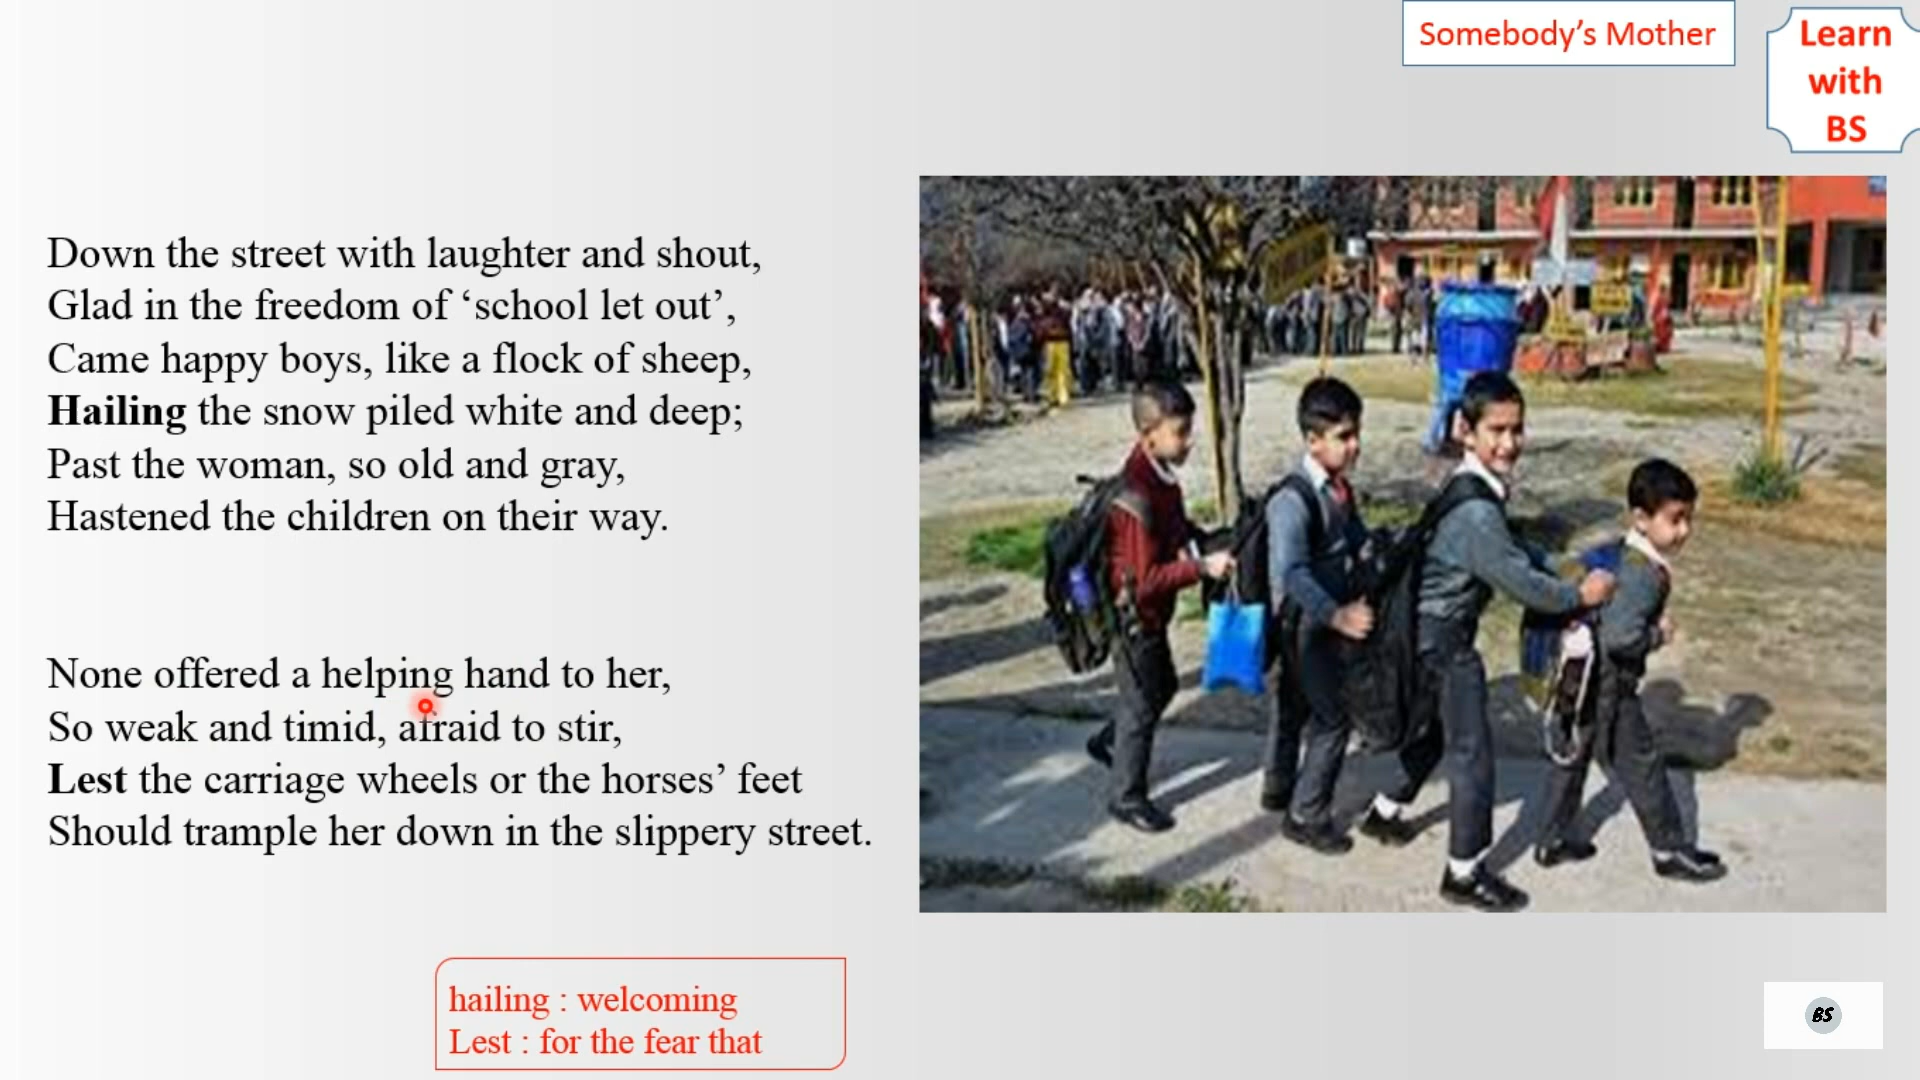 Somebody’s Mother
Learn
with
BS
Down the street with laughter and shout,
Glad in the freedom of ‘school let out’,
Came happy boys, like a flock of sheep,
Hailing the snow piled white and deep;
Past the woman, so old and gray,
Hastened the children on their way.
None offered a helping hand to her,
So weak and timid, afraid to stir,
Lest the carriage wheels or the horses’ feet
Should trample her down in the slippery street.
hailing : welcoming
Lest : for the fear that
BS